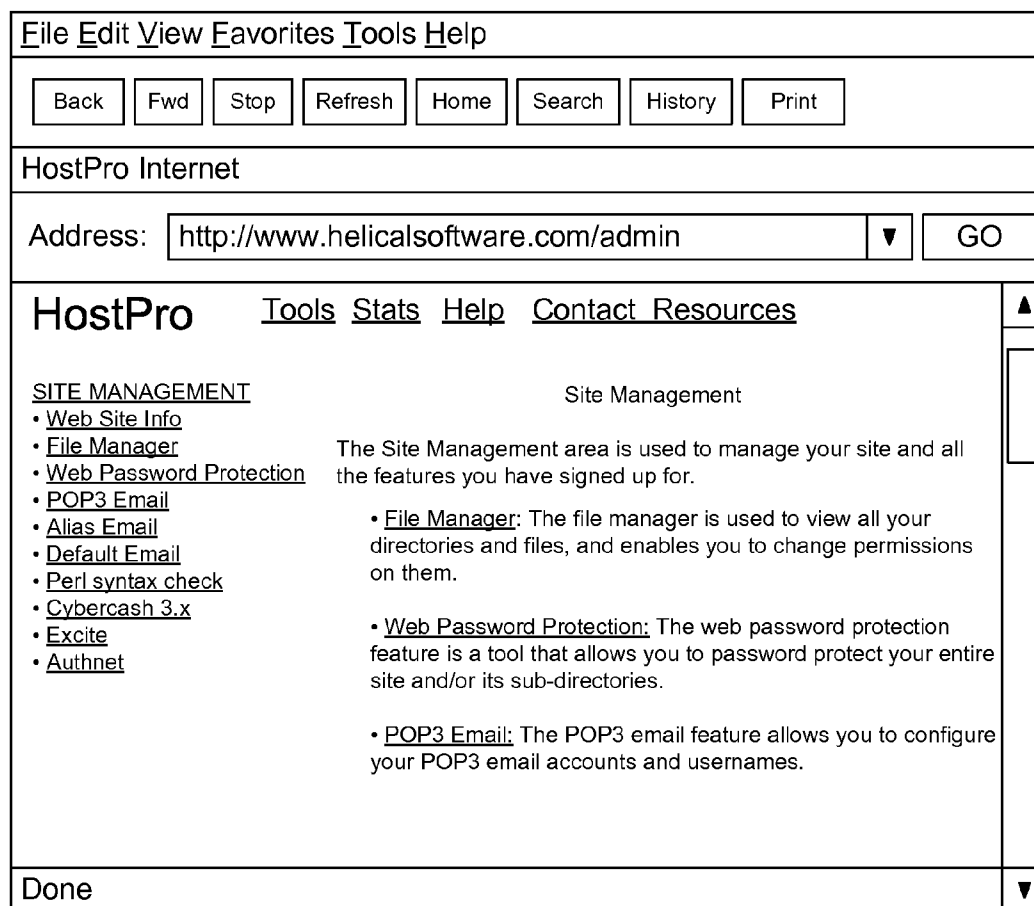 File Edit View Favorites Tools Help
Back Fwd Stop Refresh Home Search History Print
HostPro Internet
Address: http://www.helicalsoftware.com/admin ▼ GO
HostPro Tools Stats Help Contact Resources
SITE MANAGEMENT
• Web Site Info
• File Manager
• Web Password Protection
• POP3 Email
• Alias Email
• Default Email
• Perl syntax check
• Cybercash 3.x
• Excite
• Authnet
Site Management
The Site Management area is used to manage your site and all
the features you have signed up for.
• File Manager: The file manager is used to view all your
directories and files, and enables you to change permissions
on them.
• Web Password Protection: The web password protection
feature is a tool that allows you to password protect your entire
site and/or its sub-directories.
• POP3 Email: The POP3 email feature allows you to configure
your POP3 email accounts and usernames.
Done